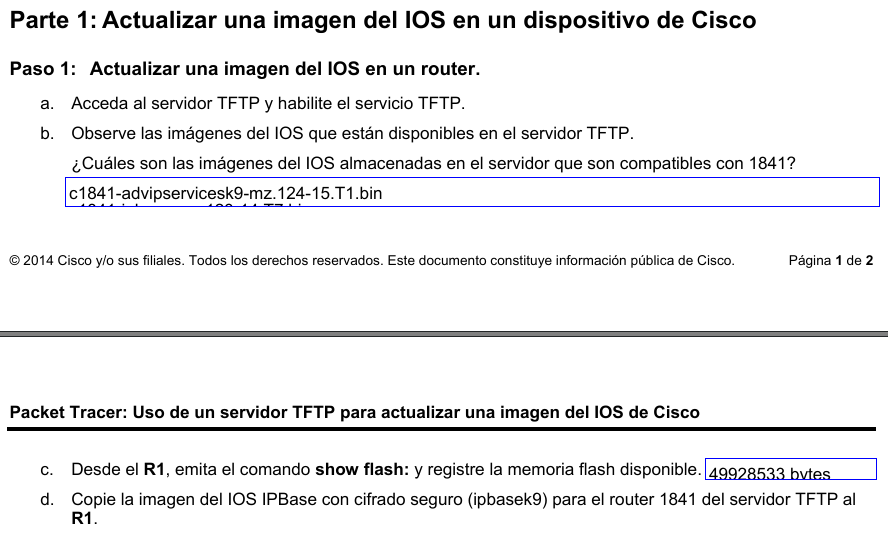 Parte 1: Actualizar una imagen del IOS en un dispositivo de Cisco
Paso 1: Actualizar una imagen del IOS en un router.
a. Acceda al servidor TFTP y habilite el servicio TFTP.
b. Observe las imágenes del IOS que están disponibles en el servidor TFTP.
¿Cuáles son las imágenes del IOS almacenadas en el servidor que son compatibles con 1841?
c1841-advipservicesk9-mz.124-15.T1.bin
© 2014 Cisco y/o sus filiales. Todos los derechos reservados. Este documento constituye información pública de Cisco. Página 1 de 2
Packet Tracer: Uso de un servidor TFTP para actualizar una imagen del IOS de Cisco
c. Desde el R1, emita el comando show flash: y registre la memoria flash disponible. 49928533 bytes
d. Copie la imagen del IOS IPBase con cifrado seguro (ipbasek9) para el router 1841 del servidor TFTP al
R1.